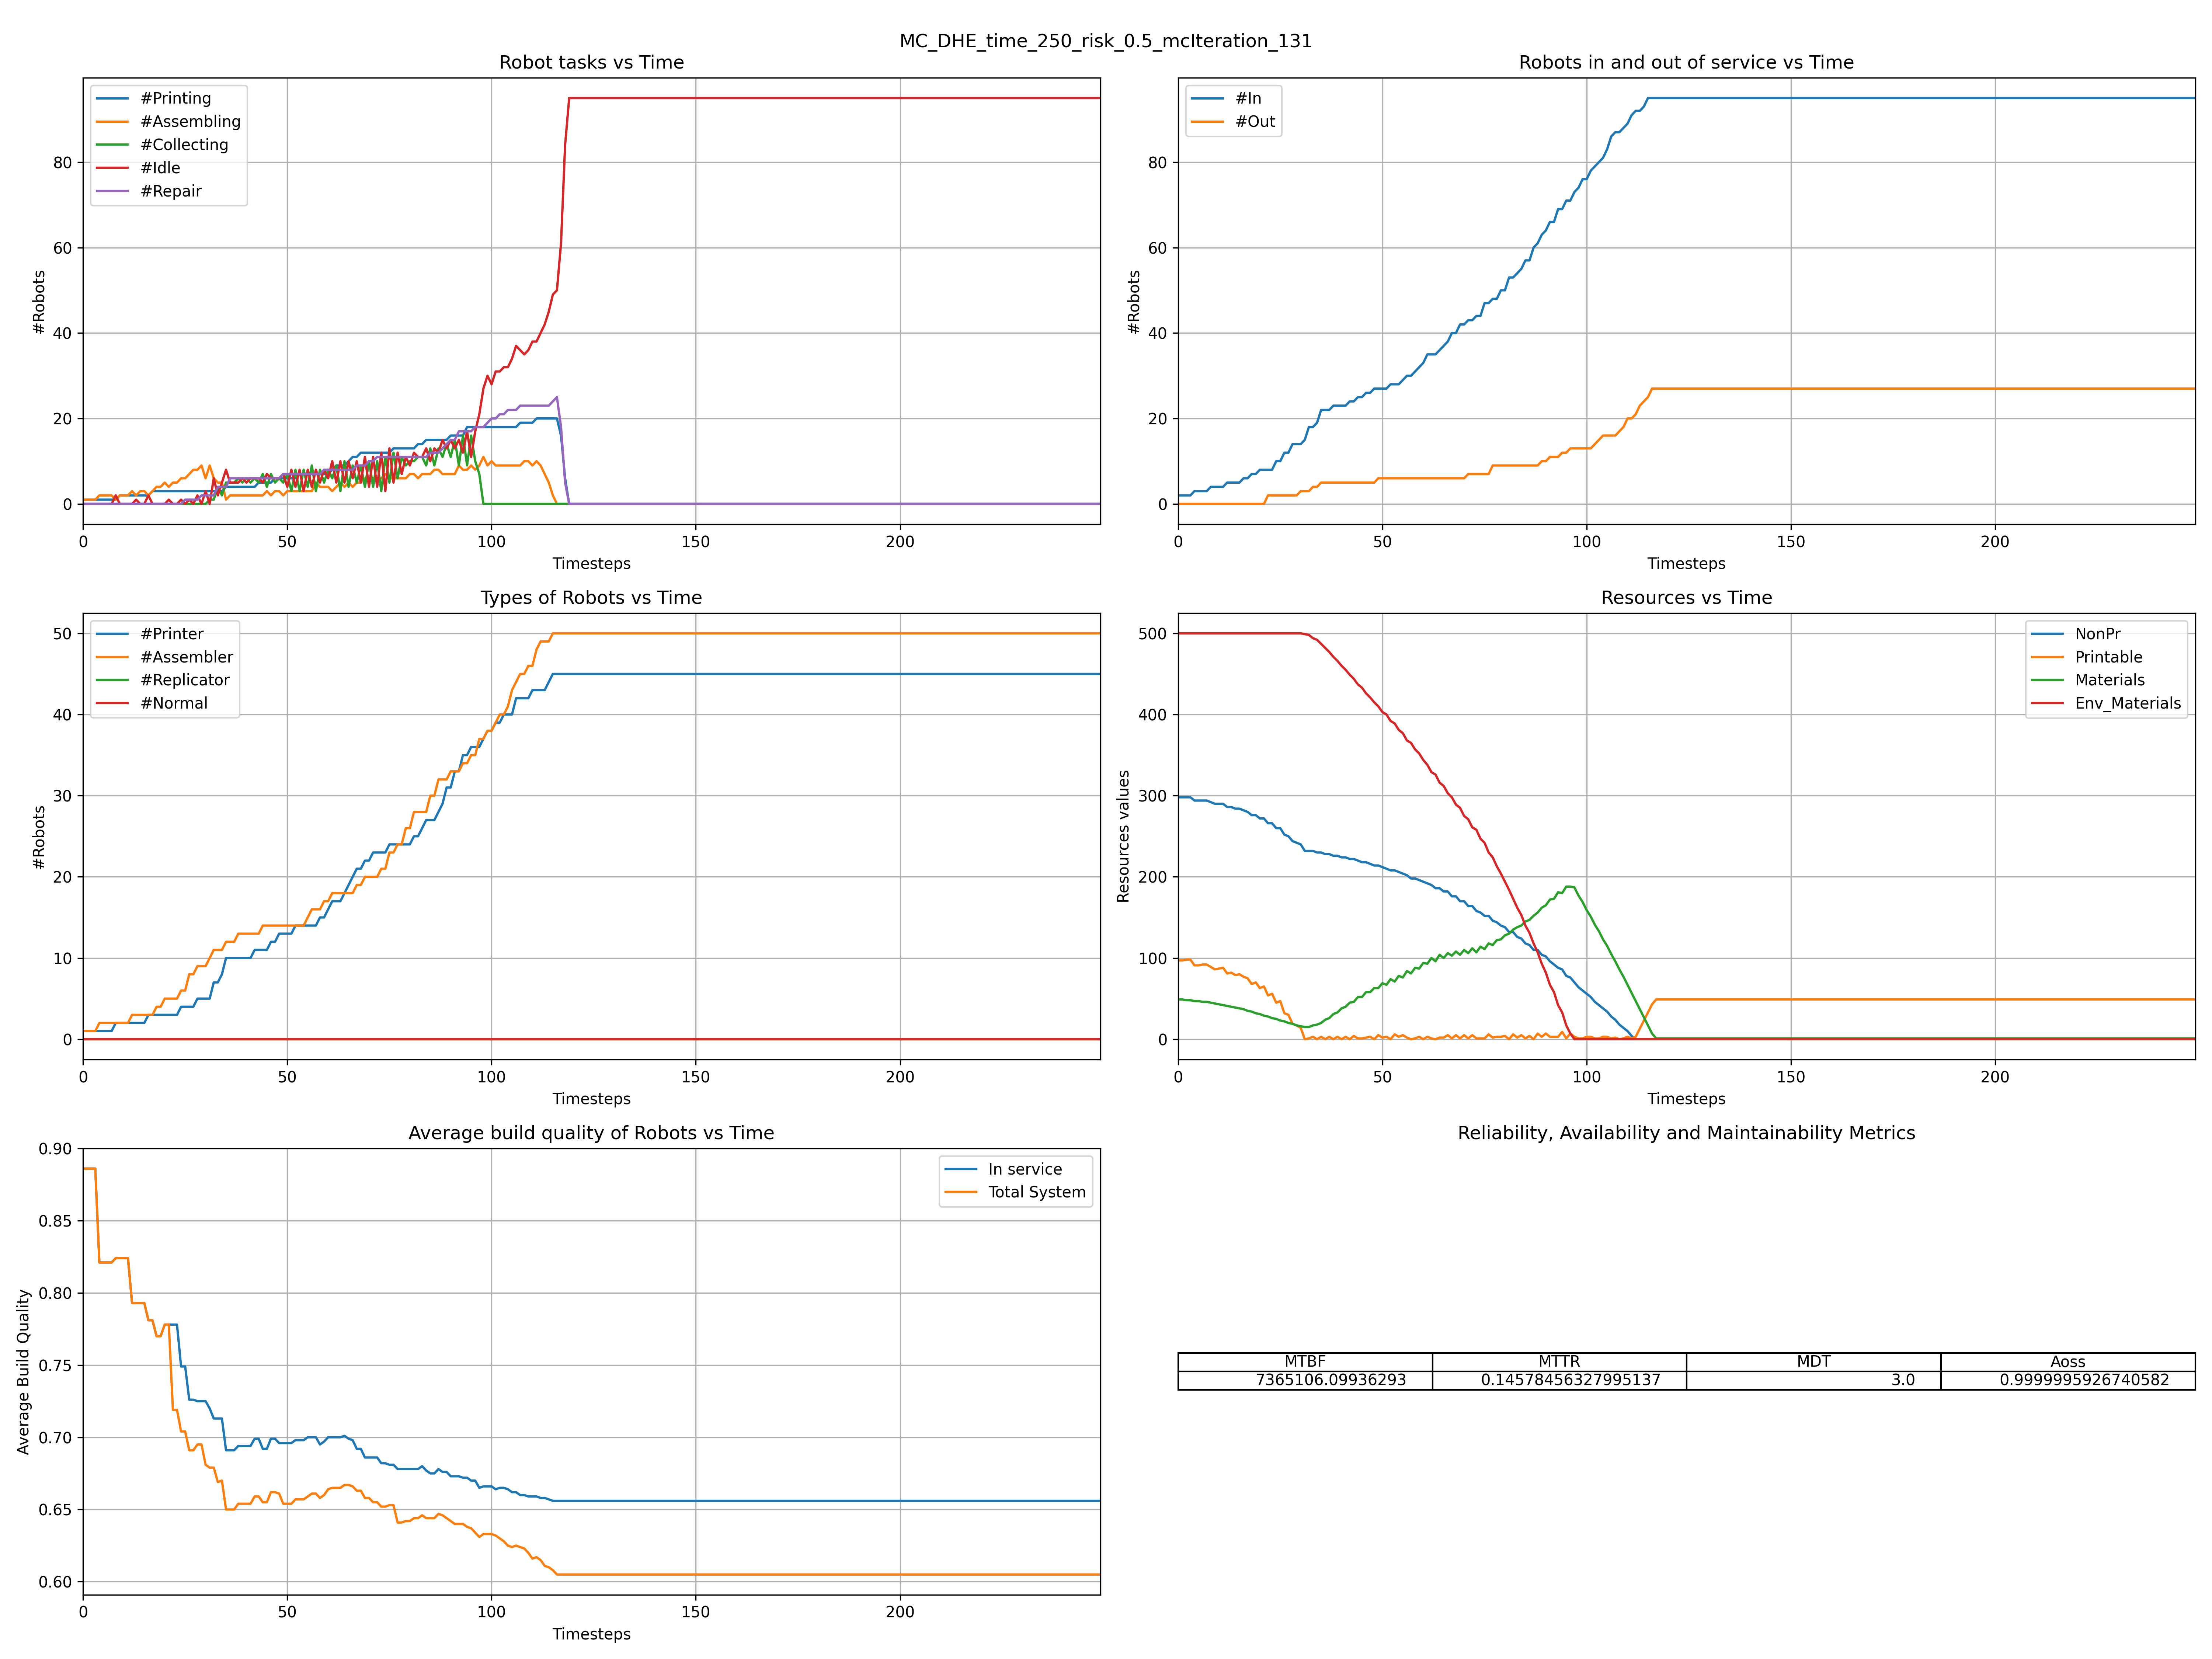 MC_DHE_time_250_risk_0.5_mcIteration_131
Robot tasks vs Time
#Robots
80
60
40
20
0
#Printing
#Assembling
#Collecting
#Idle
#Repair
0 50 100 150 200
Timesteps
Robots in and out of service vs Time
#Robots
80
60
40
20
0
#In
#Out
0 50 100 150 200
Timesteps
Types of Robots vs Time
#Robots
50
40
30
20
10
0
#Printer
#Assembler
#Replicator
#Normal
0 50 100 150 200
Timesteps
Resources vs Time
Resources values
500
400
300
200
100
0
NonPr
Printable
Materials
Env_Materials
0 50 100 150 200
Timesteps
Average build quality of Robots vs Time
Average Build Quality
0.90
0.85
0.80
0.75
0.70
0.65
0.60
In service
Total System
0 50 100 150 200
Timesteps
Reliability, Availability and Maintainability Metrics
MTBF MTTR MDT Aoss
7365106.09936293 0.14578456327995137 3.0 0.9999995926740582